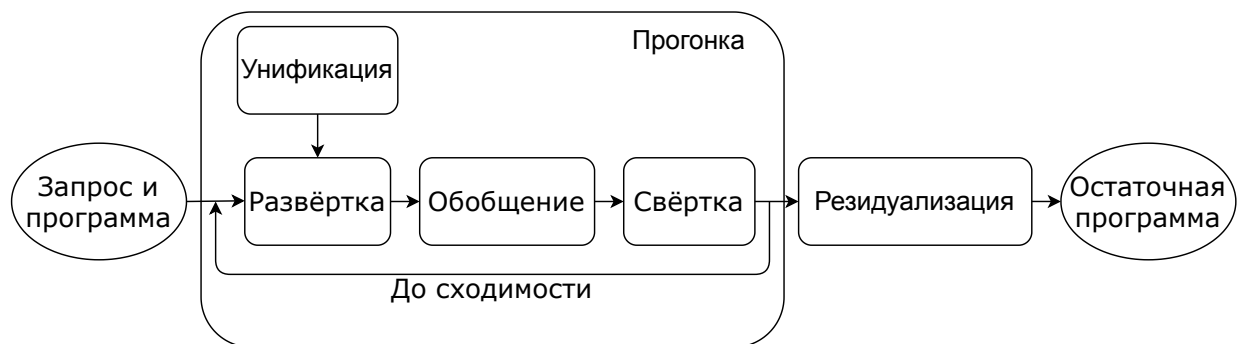 Прогонка
Унификация
Запрос и
программа
Развёртка
Обобщение
Свёртка
Резидуализация
Остаточная
программа
До сходимости